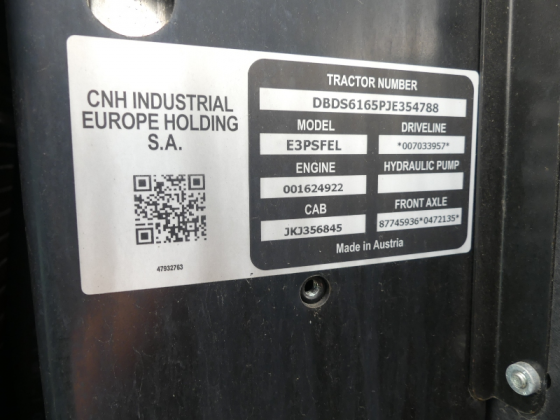 CNH INDUSTRIAL
EUROPE HOLDING
S.A.
47932763
TRACTOR NUMBER
DBDS6165PJE354788
MODEL
E3PSFEL
DRIVELINE
*007033957*
ENGINE
001624922
HYDRAULIC PUMP
CAB
JKJ356845
FRONT AXLE
87745936*0472135*
Made in Austria